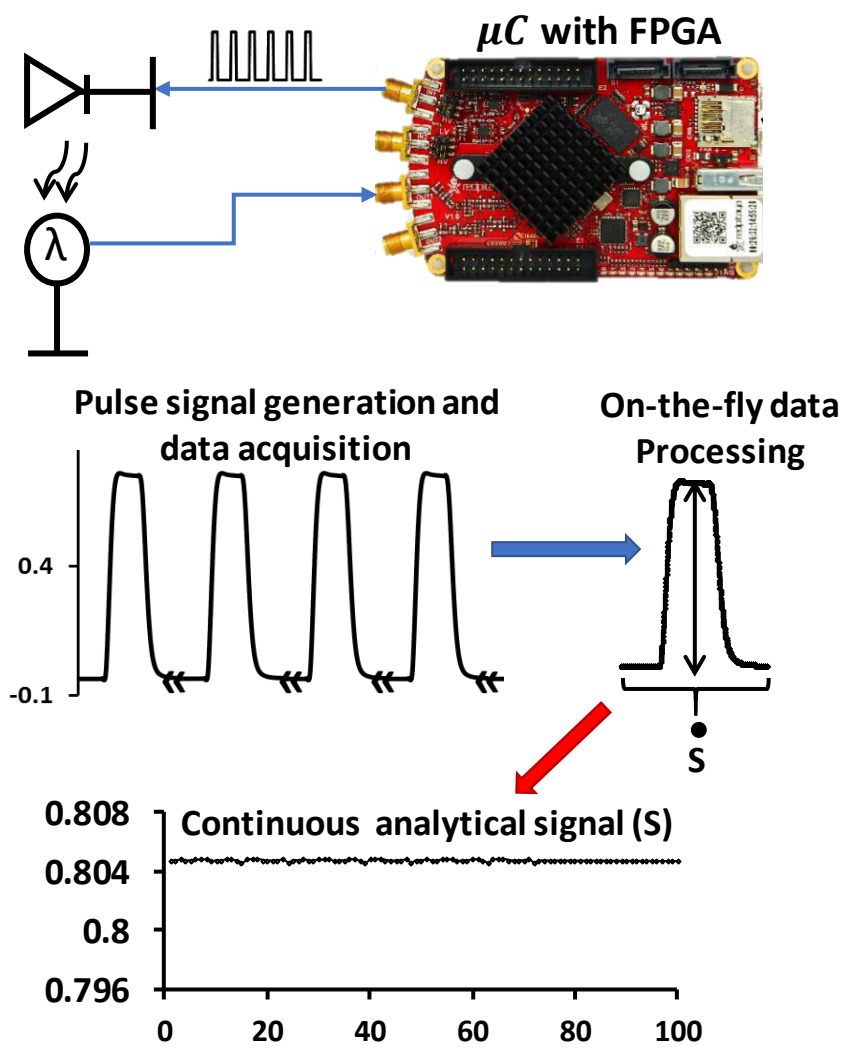 μC with FPGA
λ
Pulse signal generation and
data acquisition
On-the-fly data
Processing
0.4
-0.1
S
Continuous analytical signal (S)
0.808
0.804
0.8
0.796
0 20 40 60 80 100